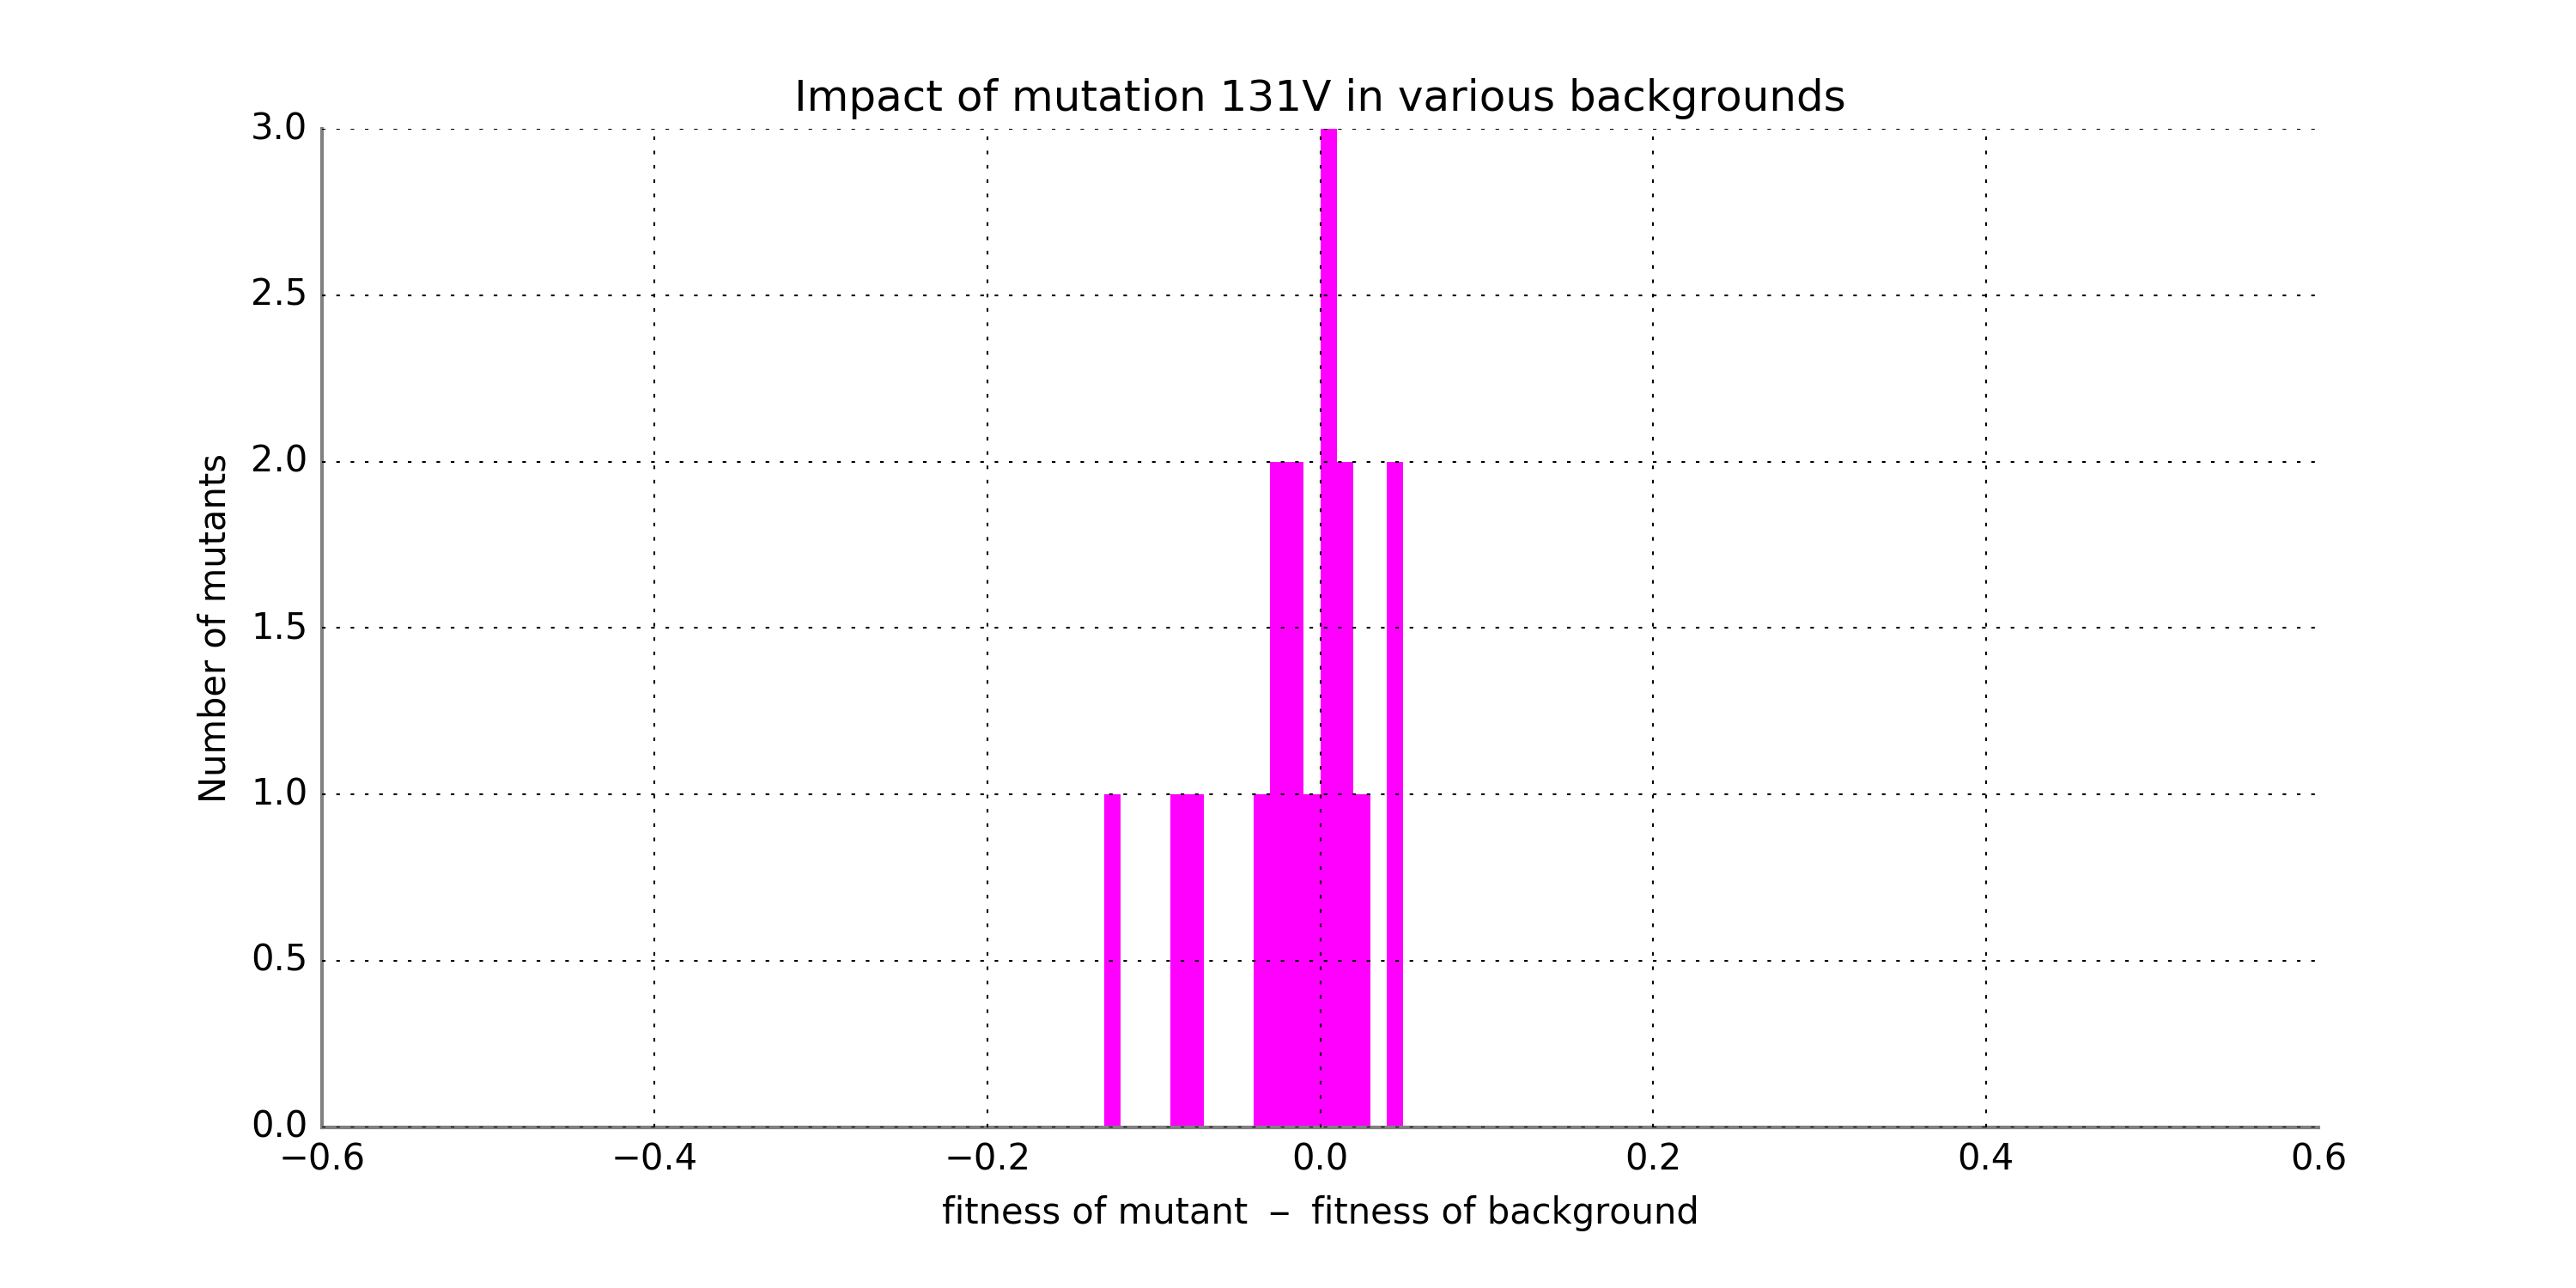 Impact of mutation 131V in various backgrounds
3.0
2.5
2.0
1.5
1.0
0.5
0.0
Number of mutants
−0.6 −0.4 −0.2 0.0 0.2 0.4 0.6
fitness of mutant − fitness of background